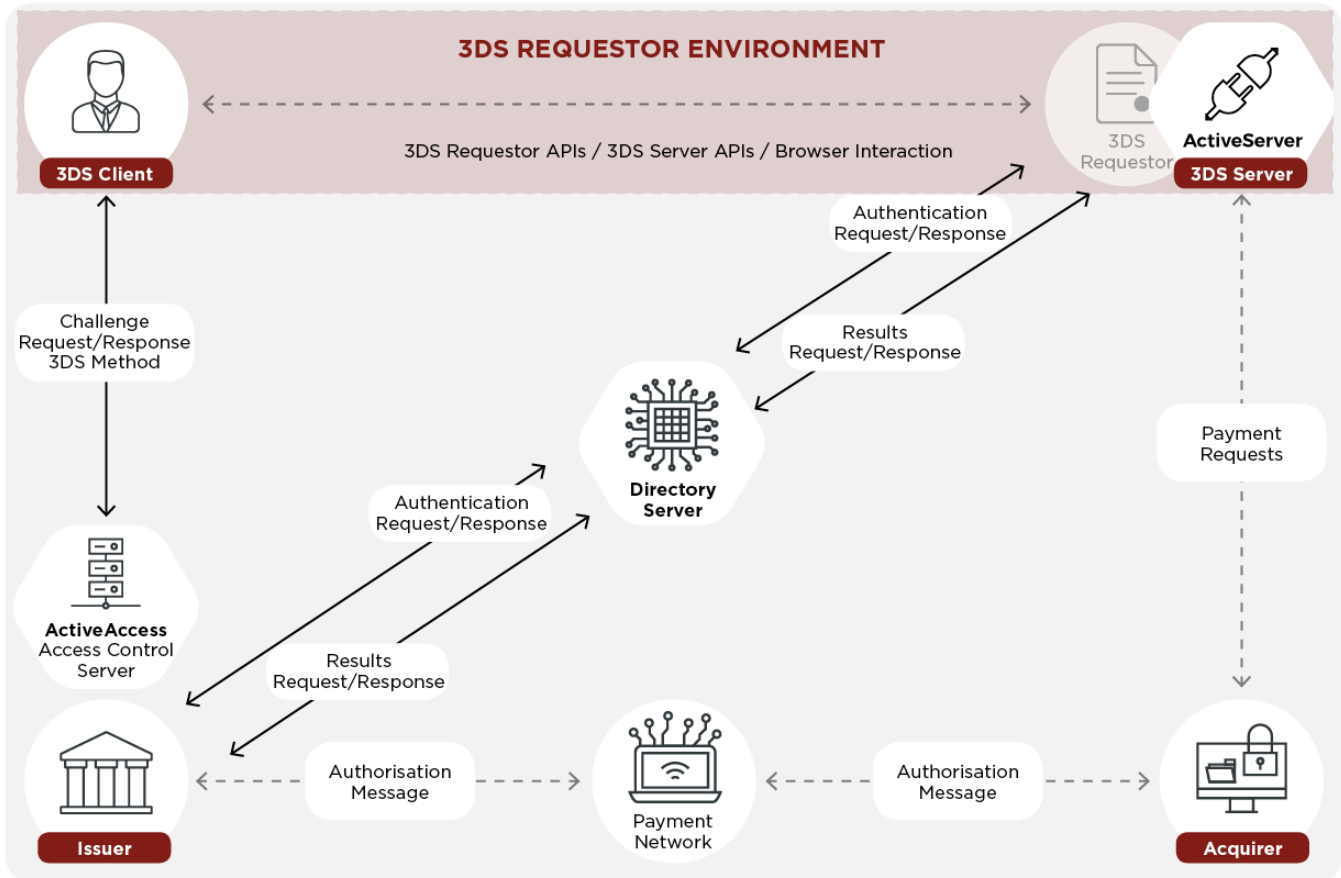 3DS REQUESTOR ENVIRONMENT
3DS Requestor APIs / 3DS Server APIs / Browser Interaction
3DS Client
3DS
Requestor
ActiveServer
3DS Server
Authentication
Request/Response
Results
Request/Response
Challenge
Request/Response
3DS Method
Payment
Requests
Directory
Server
Authentication
Request/Response
Results
Request/Response
ActiveAccess
Access Control
Server
Issuer
Authorisation
Message
Payment
Network
Authorisation
Message
Acquirer